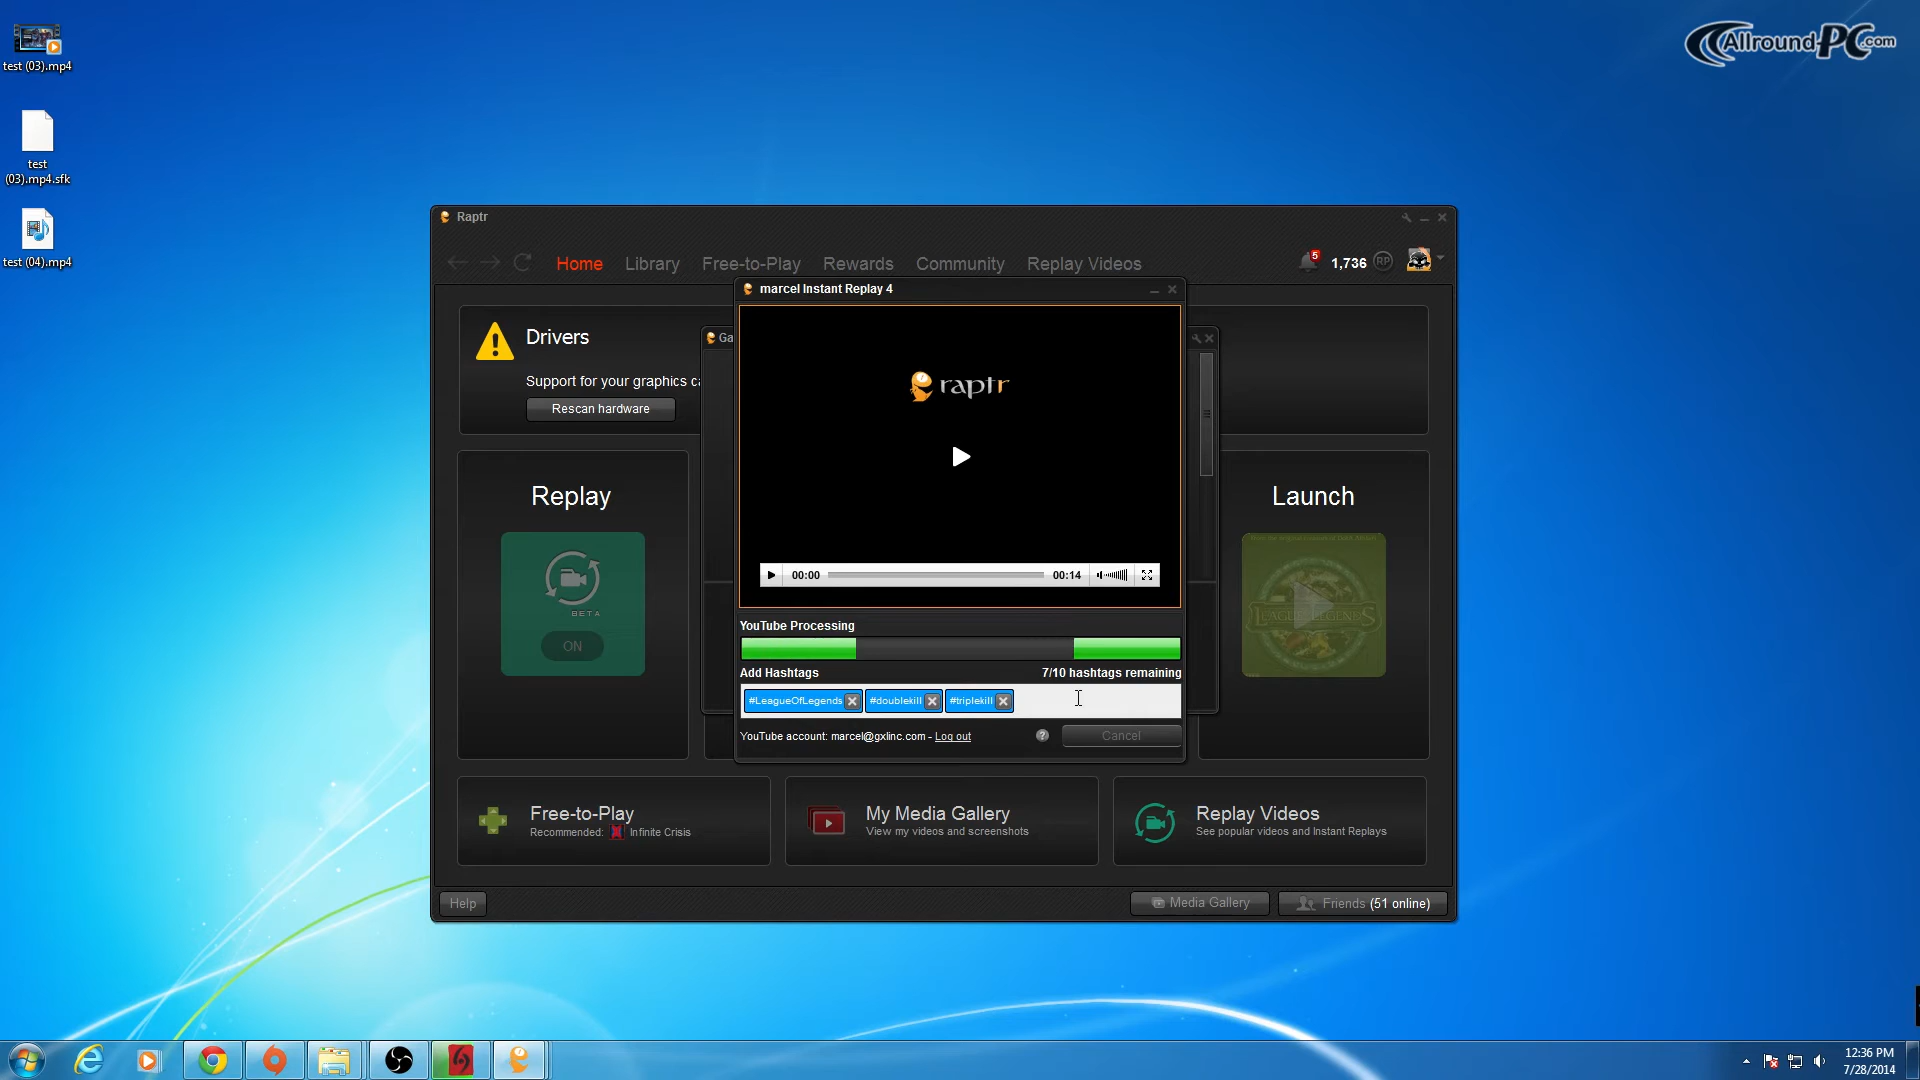 test (03).mp4
test
(03).mp4.sfk
test (04).mp4
AllroundPC.com
Raptr
Home
Library
Free-to-Play
Rewards
Community
Replay Videos
5
1,736
RP
marcel Instant Replay 4
Ga
Drivers
Support for your graphics ca
Rescan hardware
raptr
00:00
00:14
Replay
BETA
ON
Launch
LEAGUE OF LEGENDS
YouTube Processing
Add Hashtags
7/10 hashtags remaining
#LeagueOfLegends
#doublekill
#triplekill
YouTube account: marcel@gxlinc.com - Log out
?
Cancel
Free-to-Play
Recommended: Infinite Crisis
My Media Gallery
View my videos and screenshots
Replay Videos
See popular videos and Instant Replays
Help
Media Gallery
Friends (51 online)
12:36 PM
7/28/2014